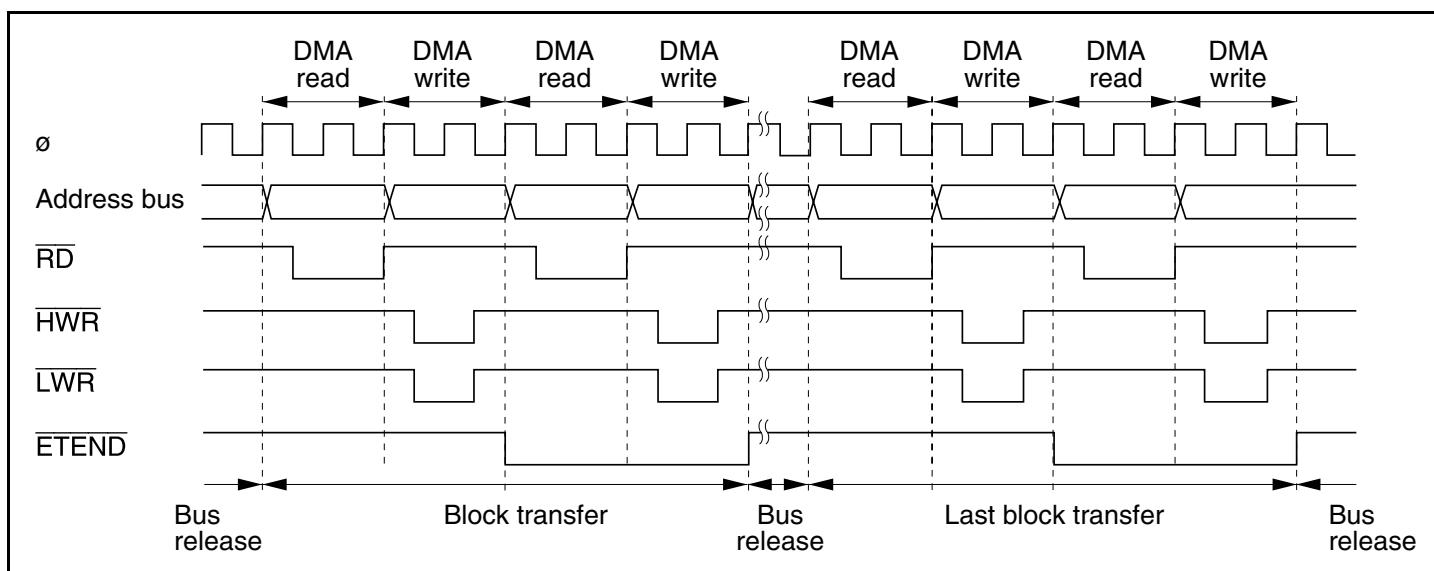 DMA read
DMA write
DMA read
DMA write
DMA read
DMA write
DMA read
DMA write
ø
Address bus
RD
HWR
LWR
ETEND
Bus release
Block transfer
Bus release
Last block transfer
Bus release